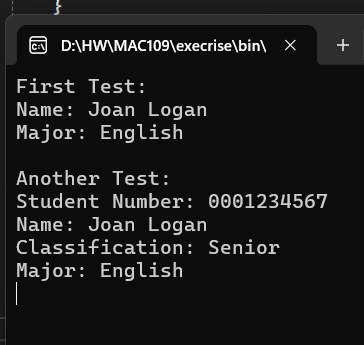 }
D:\HW\MAC109\execrise\bin\
First Test:
Name: Joan Logan
Major: English
Another Test:
Student Number: 0001234567
Name: Joan Logan
Classification: Senior
Major: English